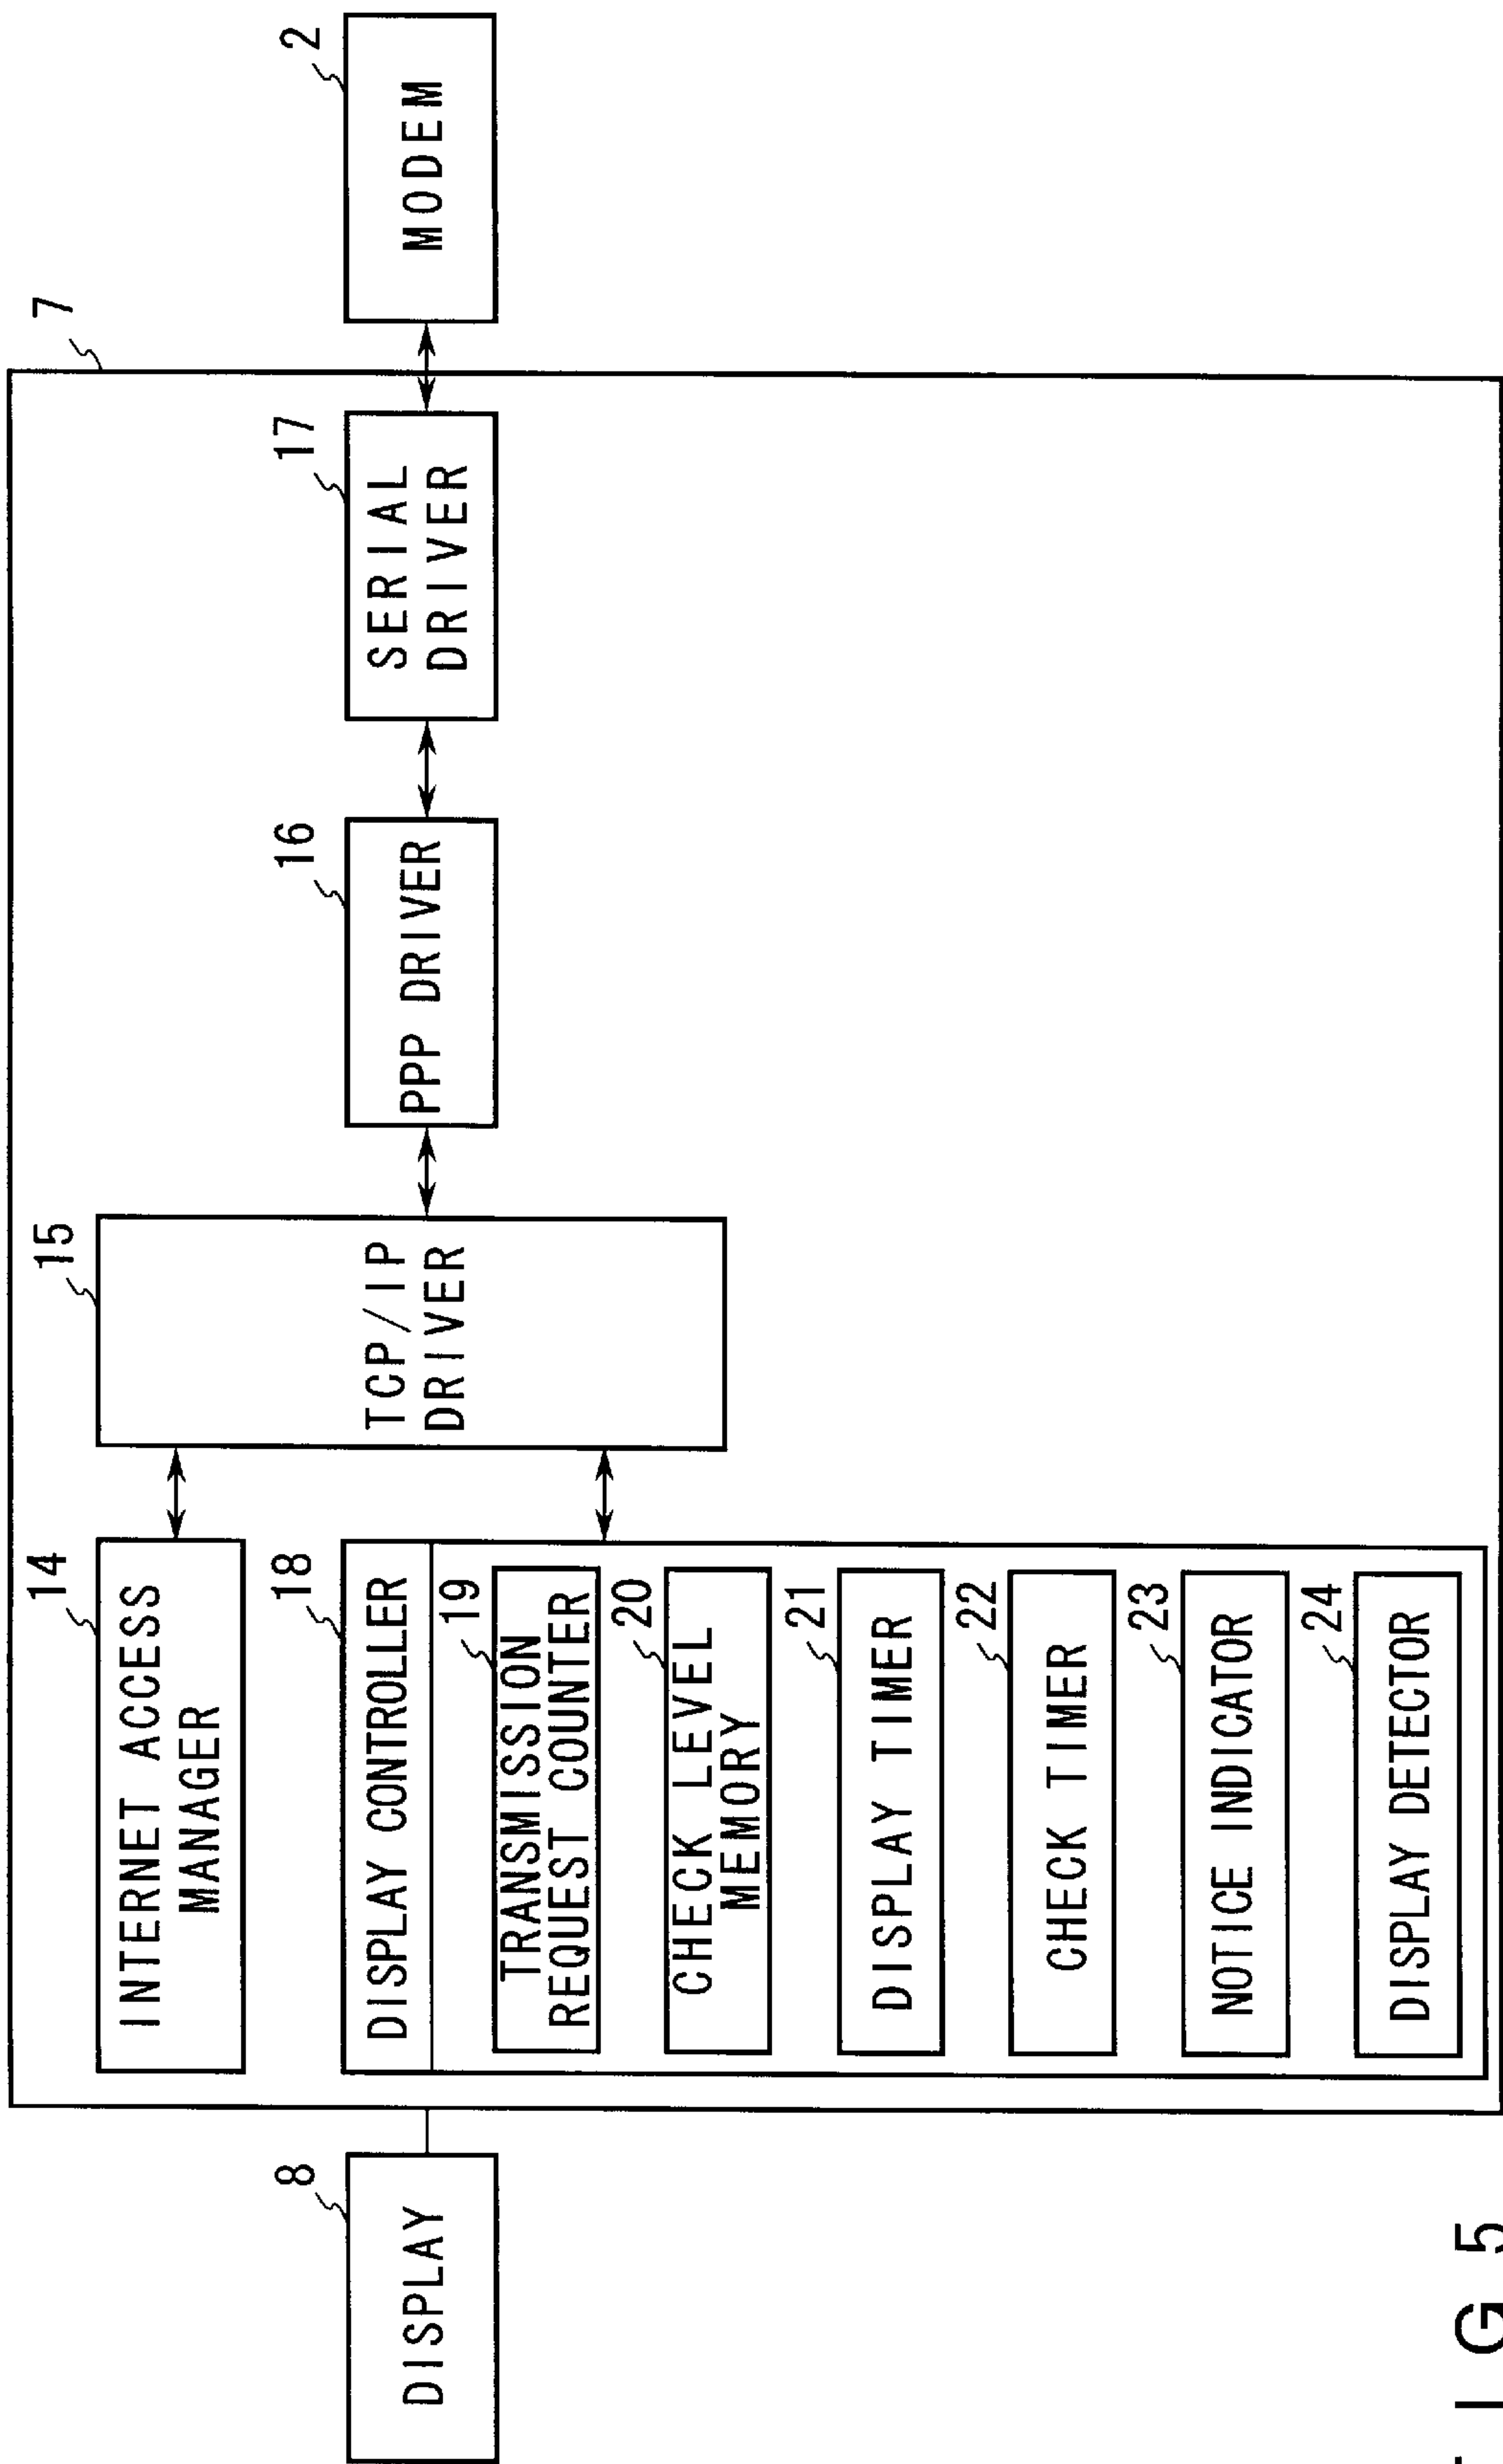 7
2
MODEM
17
SERIAL
DRIVER
16
PPP DRIVER
15
TCP/IP
DRIVER
14
INTERNET ACCESS
MANAGER
18
DISPLAY CONTROLLER
19
TRANSMISSION
REQUEST COUNTER
20
CHECK LEVEL
MEMORY
21
DISPLAY TIMER
22
CHECK TIMER
23
NOTICE INDICATOR
24
DISPLAY DETECTOR
8
DISPLAY
I G 5